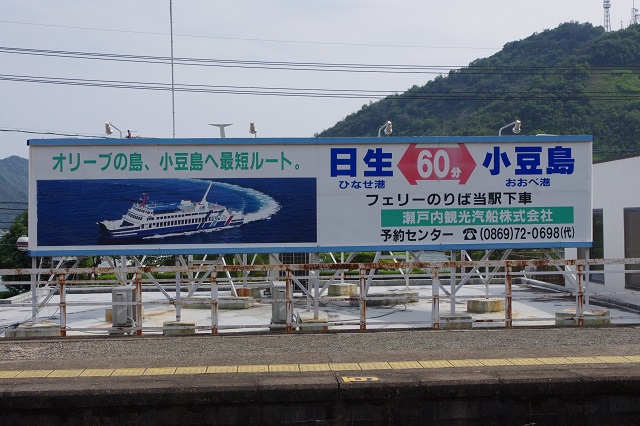 オリーブの島、小豆島へ最短ルート。
日生 60分 小豆島
ひなせ港 おおべ港
フェリーのりば当駅下車
瀬戸内観光汽船株式会社
予約センター ☎(0869)72-0698(代)